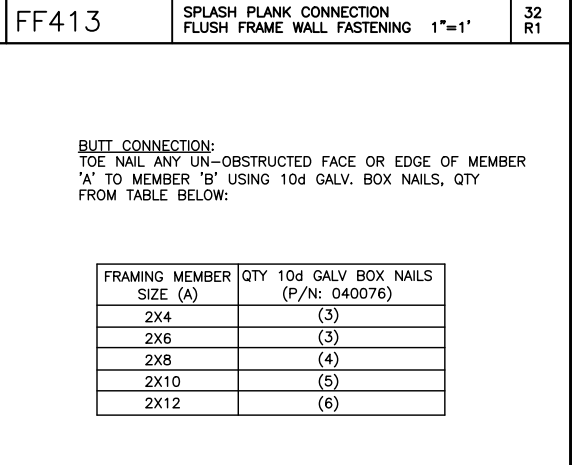 FF413
SPLASH PLANK CONNECTION
FLUSH FRAME WALL FASTENING 1"=1'
32
R1
BUTT CONNECTION:
TOE NAIL ANY UN-OBSTRUCTED FACE OR EDGE OF MEMBER
'A' TO MEMBER 'B' USING 10d GALV. BOX NAILS, QTY
FROM TABLE BELOW:
FRAMING MEMBER SIZE (A)
QTY 10d GALV BOX NAILS (P/N: 040076)
2X4 (3)
2X6 (3)
2X8 (4)
2X10 (5)
2X12 (6)